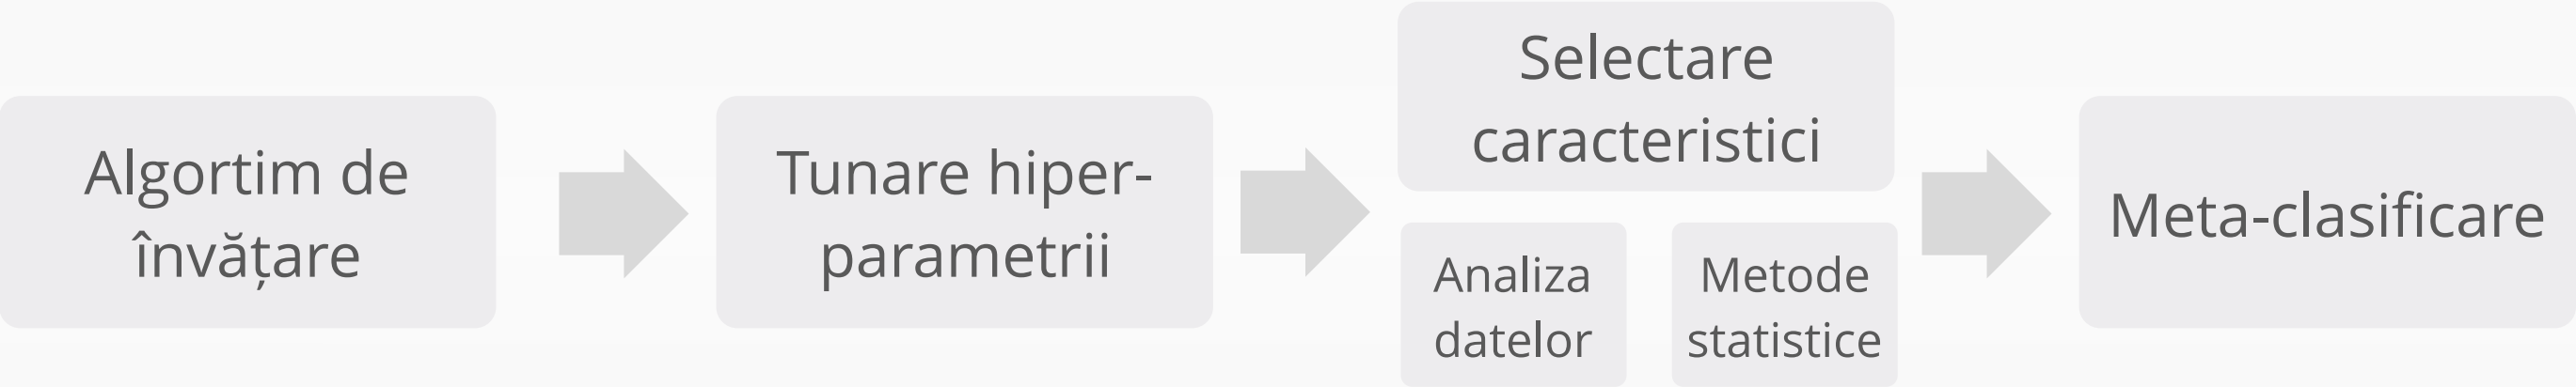 Algortim de
învățare
Tunare hiper-
parametrii
Selectare
caracteristici
Analiza
datelor
Metode
statistice
Meta-clasificare